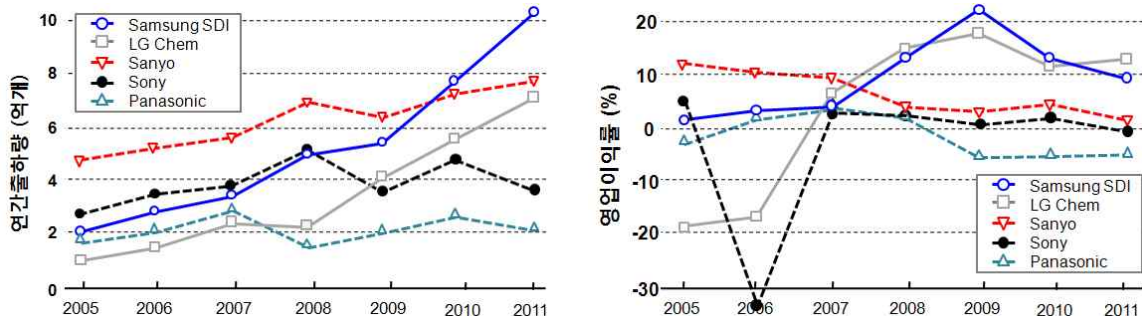 연간출하량 (억개)
10
8
6
4
2
0
Samsung SDI
LG Chem
Sanyo
Sony
Panasonic
2005 2006 2007 2008 2009 2010 2011
영업이익률 (%)
20
10
0
-10
-20
-30
Samsung SDI
LG Chem
Sanyo
Sony
Panasonic
2005 2006 2007 2008 2009 2010 2011